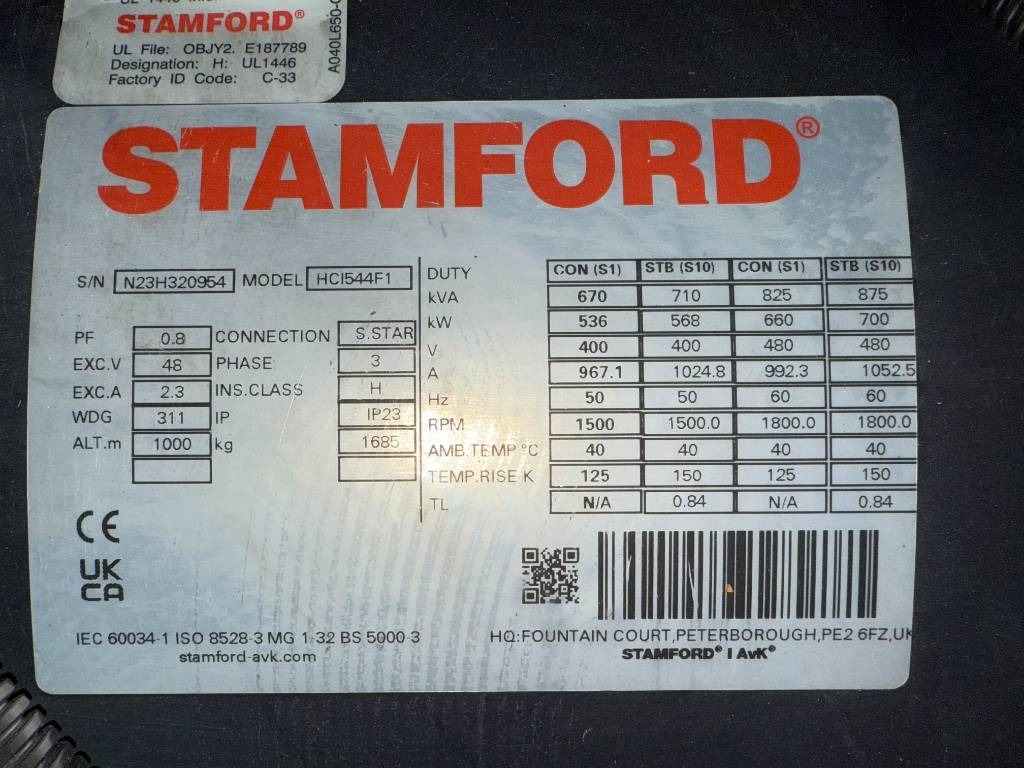 STAMFORD®
UL File: OBJY2. E187789
Designation: H: UL1446
Factory ID Code: C-33
A040L650-
STAMFORD®
S/N N23H320954 MODEL HCI544F1
PF 0.8 CONNECTION S.STAR
EXC.V 48 PHASE 3
EXC.A 2.3 INS.CLASS H
WDG 311 IP IP23
ALT.m 1000 kg 1685
DUTY CON (S1) STB (S10) CON (S1) STB (S10)
kVA 670 710 825 875
kW 536 568 660 700
V 400 400 480 480
A 967.1 1024.8 992.3 1052.5
Hz 50 50 60 60
RPM 1500 1500.0 1800.0 1800.0
AMB.TEMP °C 40 40 40 40
TEMP.RISE K 125 150 125 150
TL N/A 0.84 N/A 0.84
CE
UK
CA
IEC 60034-1 ISO 8528-3 MG 1-32 BS 5000-3
stamford-avk.com
HQ:FOUNTAIN COURT,PETERBOROUGH,PE2 6FZ,UK
STAMFORD® | AvK®